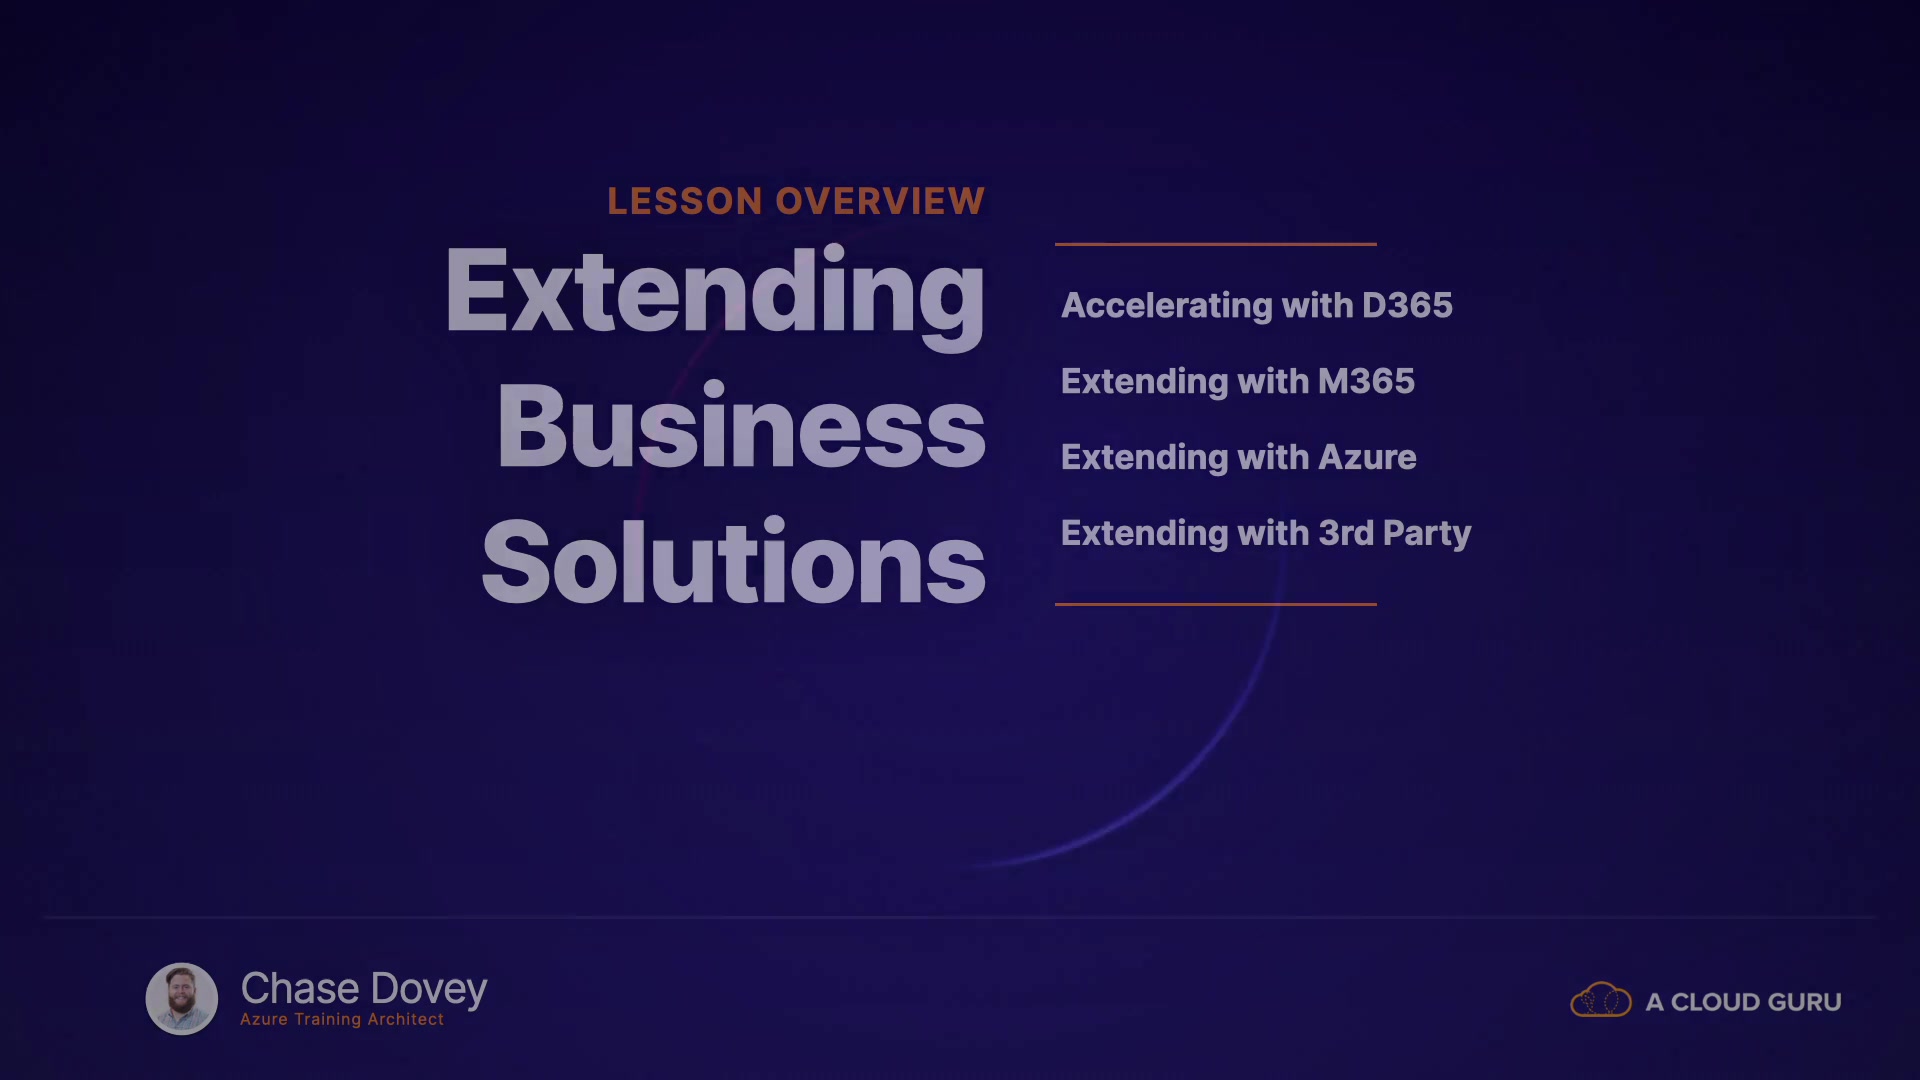 LESSON OVERVIEW
Extending
Business
Solutions
Accelerating with D365
Extending with M365
Extending with Azure
Extending with 3rd Party
Chase Dovey
Azure Training Architect
A CLOUD GURU